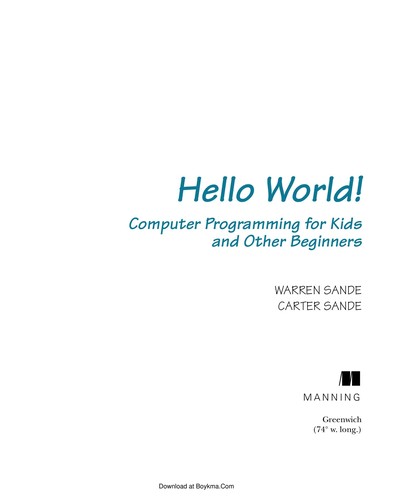 Hello World!
Computer Programming for Kids
and Other Beginners
WARREN SANDE
CARTER SANDE
MANNING
Greenwich
(74° w. long.)
Download at Boykma.Com